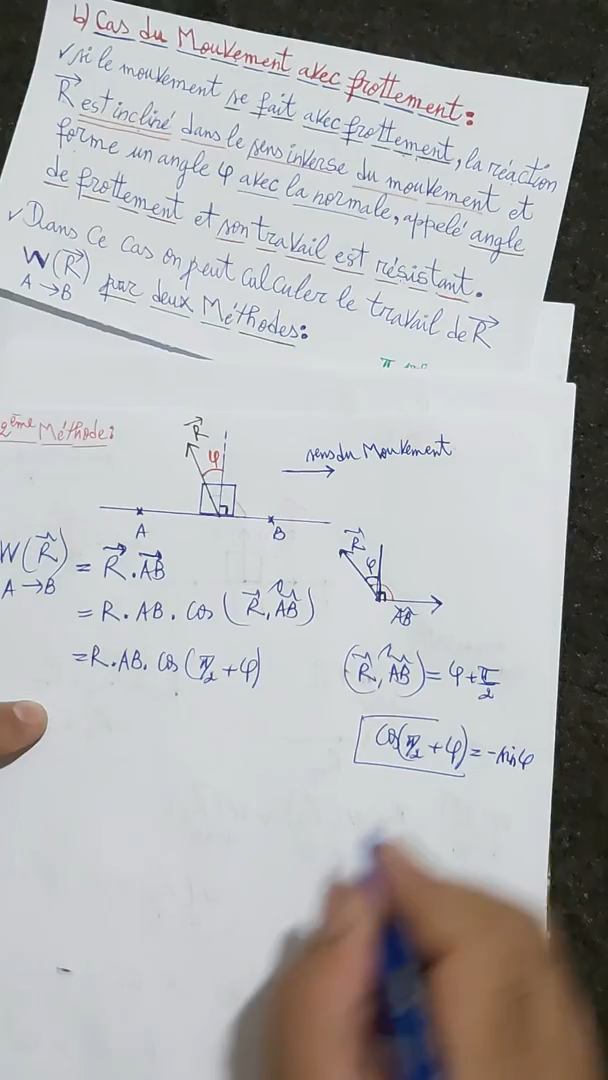 b) Cas du Mouvement avec frottement:
✓ si le mouvement se fait avec frottement, la réaction
R⃗ est incliné dans le sens inverse du mouvement et
forme un angle φ avec la normale, appelé angle
de frottement et son travail est résistant.
✓ Dans ce cas on peut calculer le travail de R⃗
W(R⃗) par deux Méthodes:
A→B
2ème Méthode:
R⃗
φ
sens du Mouvement
A
B
W(R⃗) = R⃗.AB⃗
A→B
= R.AB.cos(R⃗,AB⃗)
= R.AB.cos(π/2 + φ)
R⃗
φ
AB⃗
(R⃗,AB⃗) = φ + π/2
cos(π/2 + φ) = -sin φ